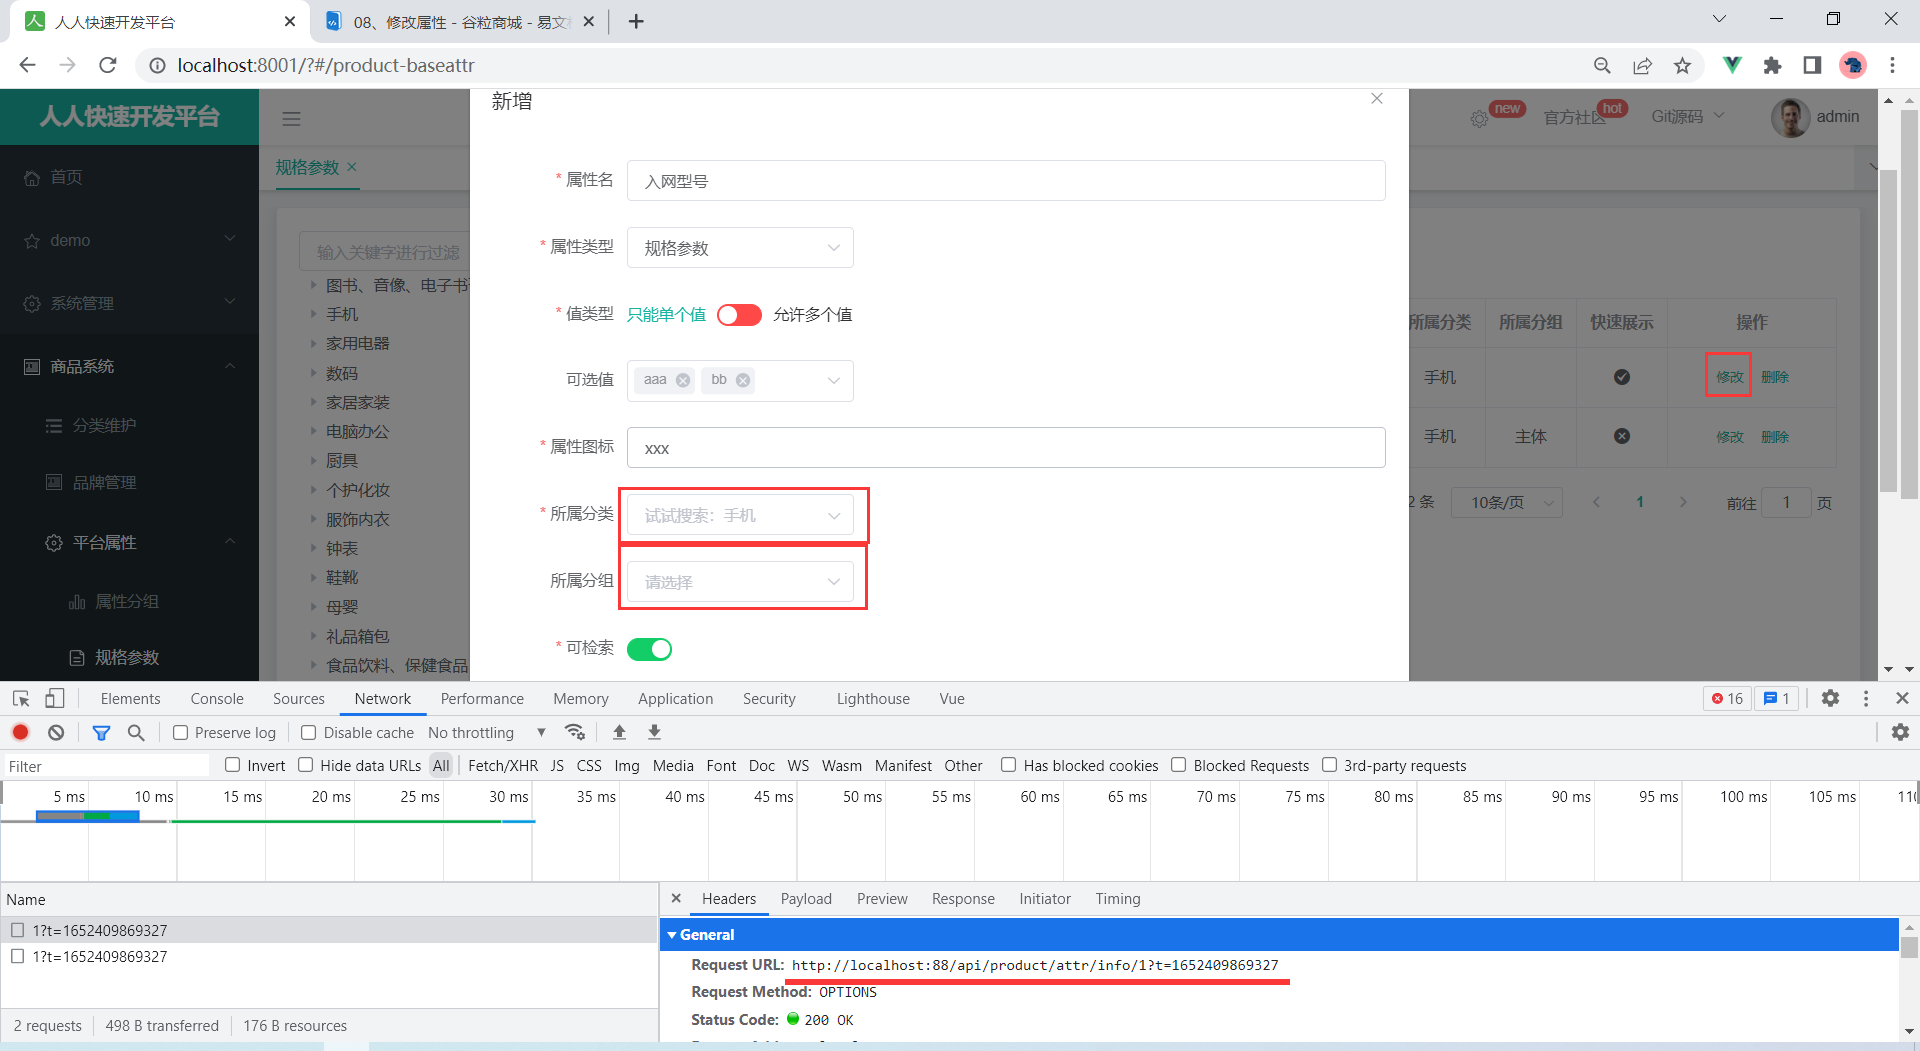 人人快速开发平台
08、修改属性 - 谷粒商城 - 易文
localhost:8001/?#/product-baseattr
人人快速开发平台
新增
new
官方社区
hot
Git源码
admin
规格参数
首页
demo
系统管理
商品系统
分类维护
品牌管理
平台属性
属性分组
规格参数
输入关键字进行过滤
图书、音像、电子书
手机
家用电器
数码
家居家装
电脑办公
厨具
个护化妆
服饰内衣
钟表
鞋靴
母婴
礼品箱包
食品饮料、保健食品
* 属性名 入网型号
* 属性类型 规格参数
* 值类型 只能单个值 允许多个值
可选值 aaa bb
* 属性图标 xxx
* 所属分类 试试搜索：手机
所属分组 请选择
* 可检索
所属分类 所属分组 快速展示 操作
手机 修改 删除
手机 主体 修改 删除
2 条 10条/页 1 前往 1 页
Elements Console Sources Network Performance Memory Application Security Lighthouse Vue 16 1
Preserve log Disable cache No throttling
Filter Invert Hide data URLs All Fetch/XHR JS CSS Img Media Font Doc WS Wasm Manifest Other Has blocked cookies Blocked Requests 3rd-party requests
5 ms 10 ms 15 ms 20 ms 25 ms 30 ms 35 ms 40 ms 45 ms 50 ms 55 ms 60 ms 65 ms 70 ms 75 ms 80 ms 85 ms 90 ms 95 ms 100 ms 105 ms 11
Name
1?t=1652409869327
1?t=1652409869327
2 requests 498 B transferred 176 B resources
Headers Payload Preview Response Initiator Timing
General
Request URL: http://localhost:88/api/product/attr/info/1?t=1652409869327
Request Method: OPTIONS
Status Code: 200 OK